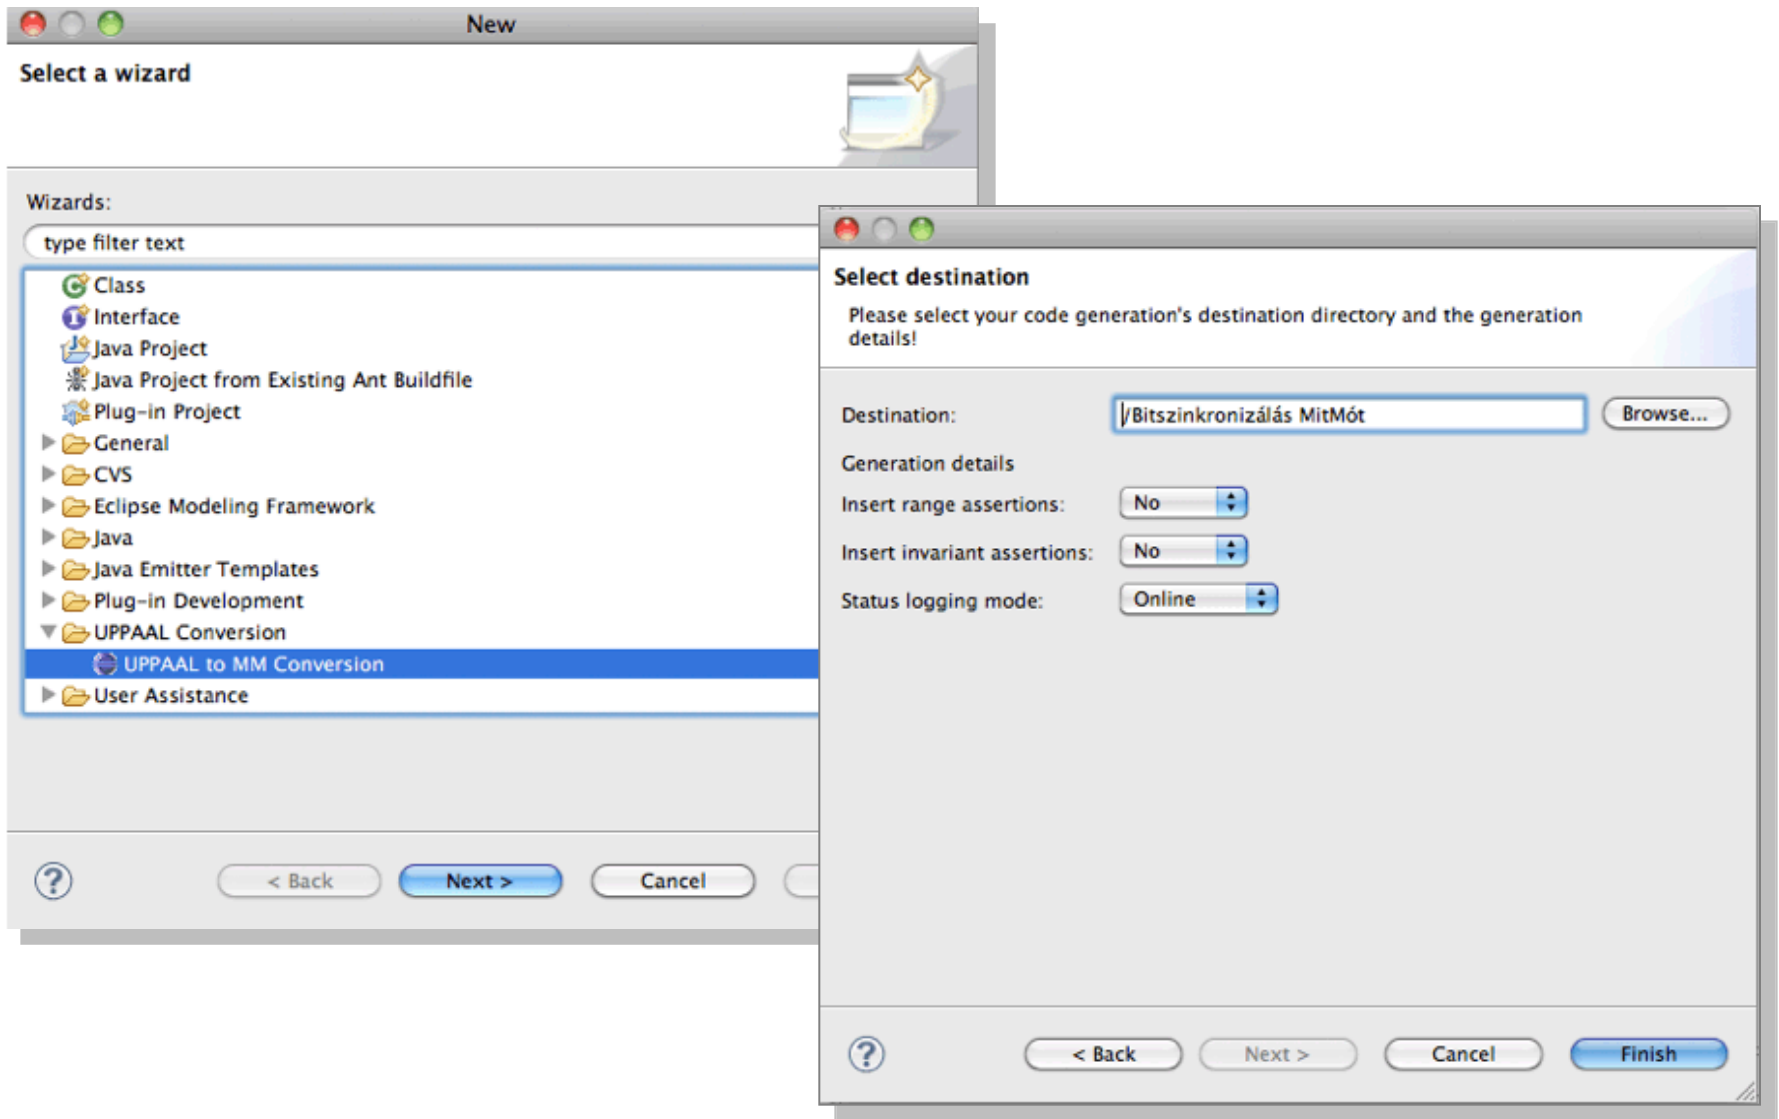 New
Select a wizard
Wizards:
type filter text
Class
Interface
Java Project
Java Project from Existing Ant Buildfile
Plug-in Project
General
CVS
Eclipse Modeling Framework
Java
Java Emitter Templates
Plug-in Development
UPPAAL Conversion
UPPAAL to MM Conversion
User Assistance
< Back
Next >
Cancel
Select destination
Please select your code generation's destination directory and the generation
details!
Destination:
/Bitszinkronizálás MitMót
Browse...
Generation details
Insert range assertions:
No
Insert invariant assertions:
No
Status logging mode:
Online
< Back
Next >
Cancel
Finish